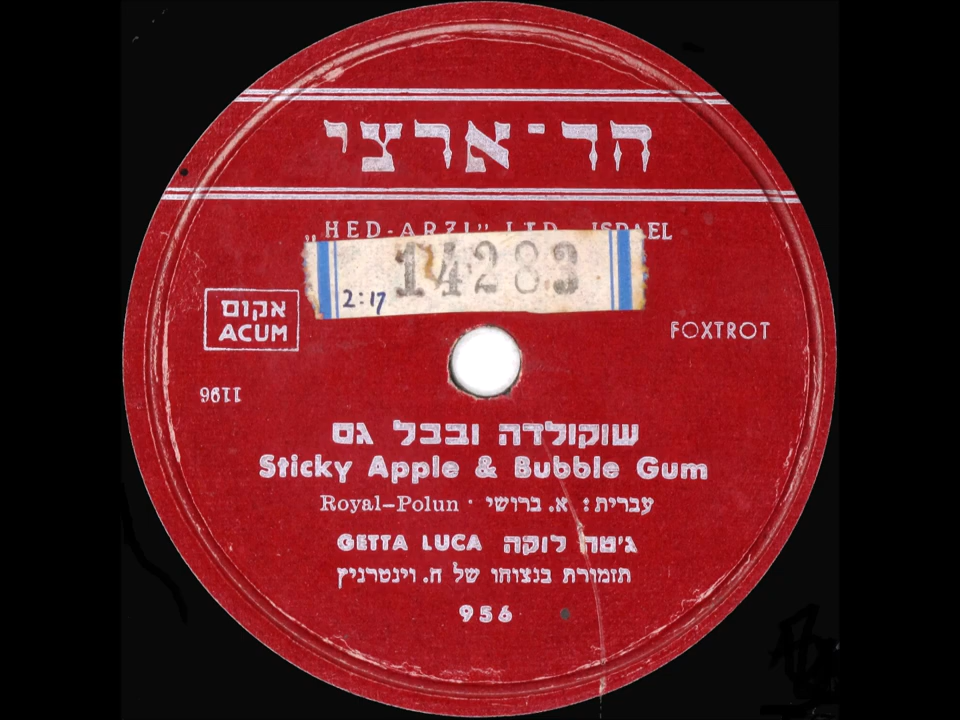 הד־ארצי
„HED-ARZI" LTD. ISRAEL
14283
2:17
אקום
ACUM
FOXTROT
1196
שוקולדה ובבל גם
Sticky Apple & Bubble Gum
Royal-Polun · עברית: א. ברושי
GETTA LUCA ג'טה לוקה
תזמורת בנצוחו של ח. וינטרניץ
956